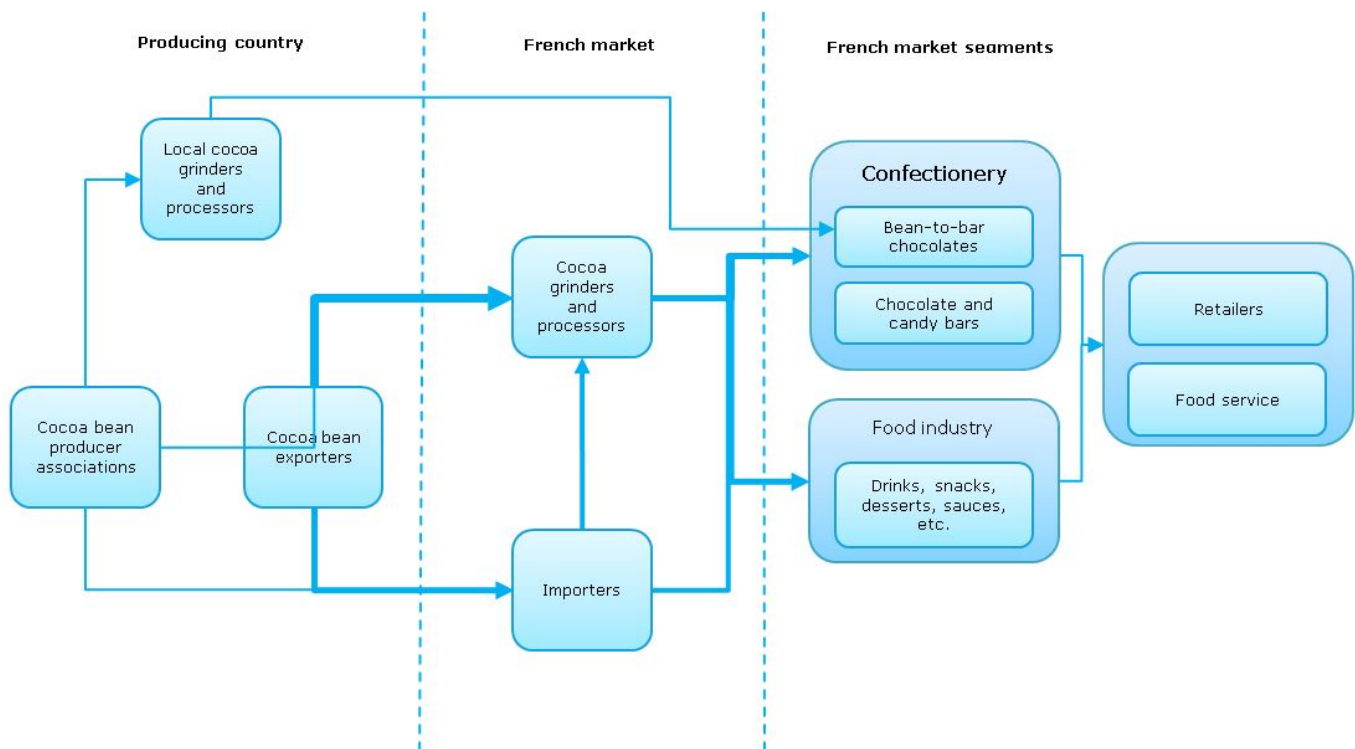 Producing country
French market
French market seaments
Local cocoa
grinders
and
processors
Cocoa bean
producer
associations
Cocoa bean
exporters
Cocoa
grinders
and
processors
Importers
Confectionery
Bean-to-bar
chocolates
Chocolate and
candy bars
Food industry
Drinks, snacks,
desserts, sauces,
etc.
Retailers
Food service